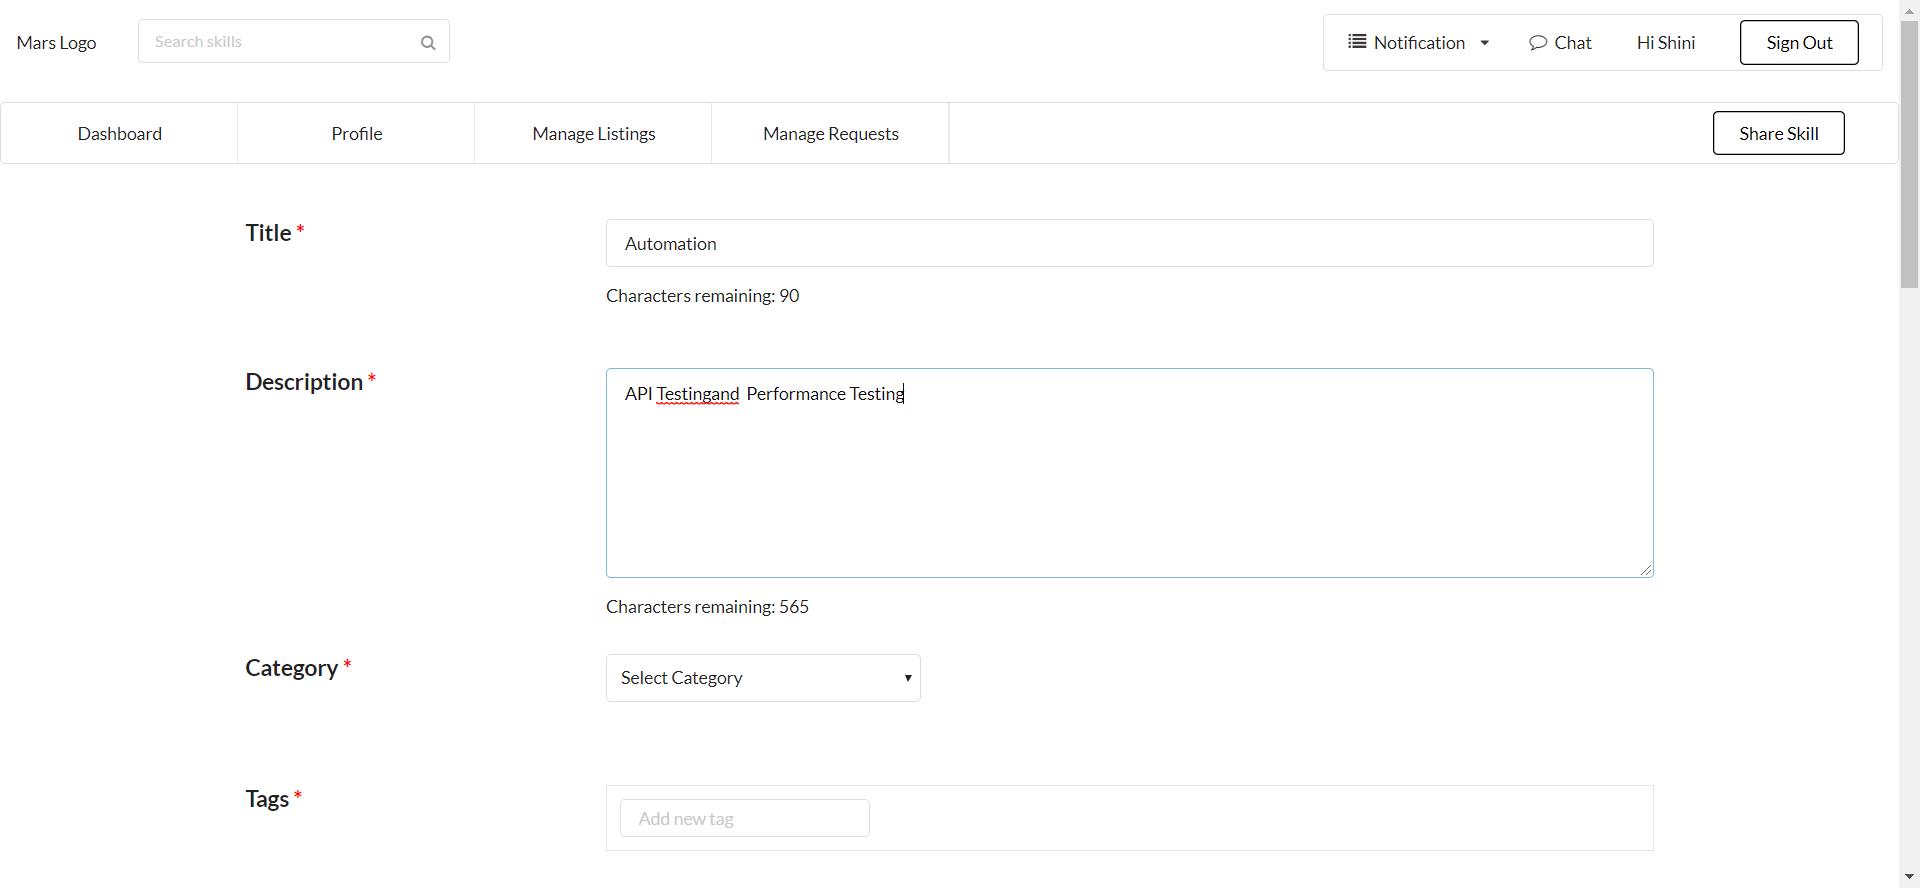 Mars Logo
Search skills
Notification
Chat
Hi Shini
Sign Out
Dashboard
Profile
Manage Listings
Manage Requests
Share Skill
Title *
Automation
Characters remaining: 90
Description *
API Testingand  Performance Testing
Characters remaining: 565
Category *
Select Category
Tags *
Add new tag